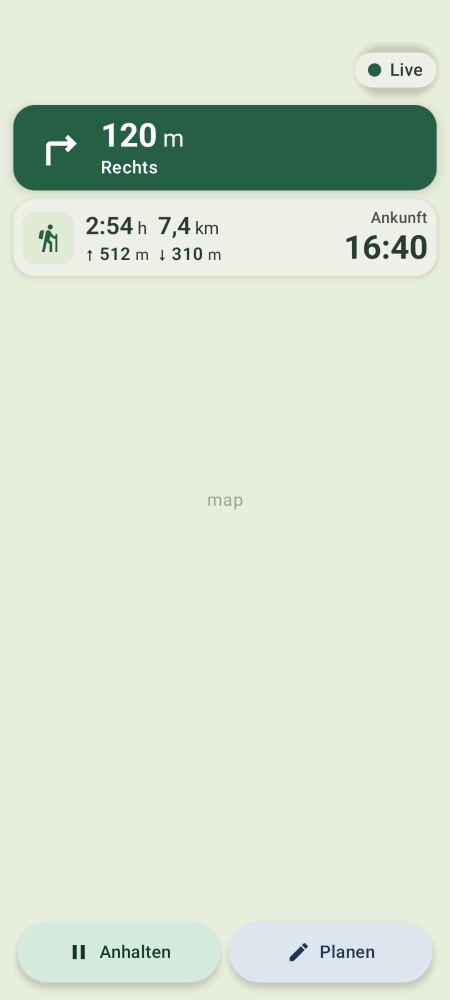 Live
120 m
Rechts
2:54 h 7,4 km
↑ 512 m ↓ 310 m
Ankunft
16:40
map
Anhalten
Planen